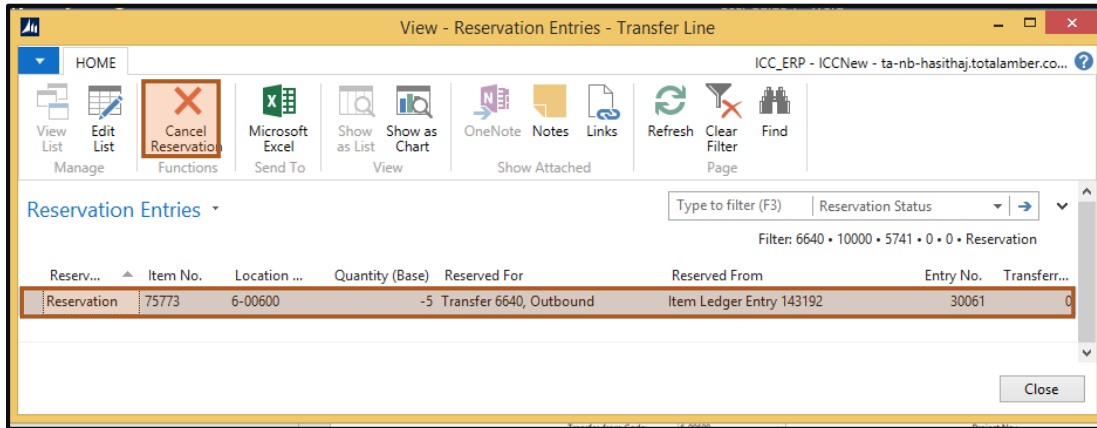 View - Reservation Entries - Transfer Line
HOME
ICC_ERP - ICCNew - ta-nb-hasithaj.totalamber.co...
View List
Edit List
Cancel Reservation
Microsoft Excel
Show as List
Show as Chart
OneNote
Notes
Links
Refresh
Clear Filter
Find
Manage
Functions
Send To
View
Show Attached
Page
Reservation Entries
Type to filter (F3)
Reservation Status
Filter: 6640 • 10000 • 5741 • 0 • 0 • Reservation
Reserv... Item No. Location ... Quantity (Base) Reserved For Reserved From Entry No. Transferr...
Reservation 75773 6-00600 -5 Transfer 6640, Outbound Item Ledger Entry 143192 30061 0
Close